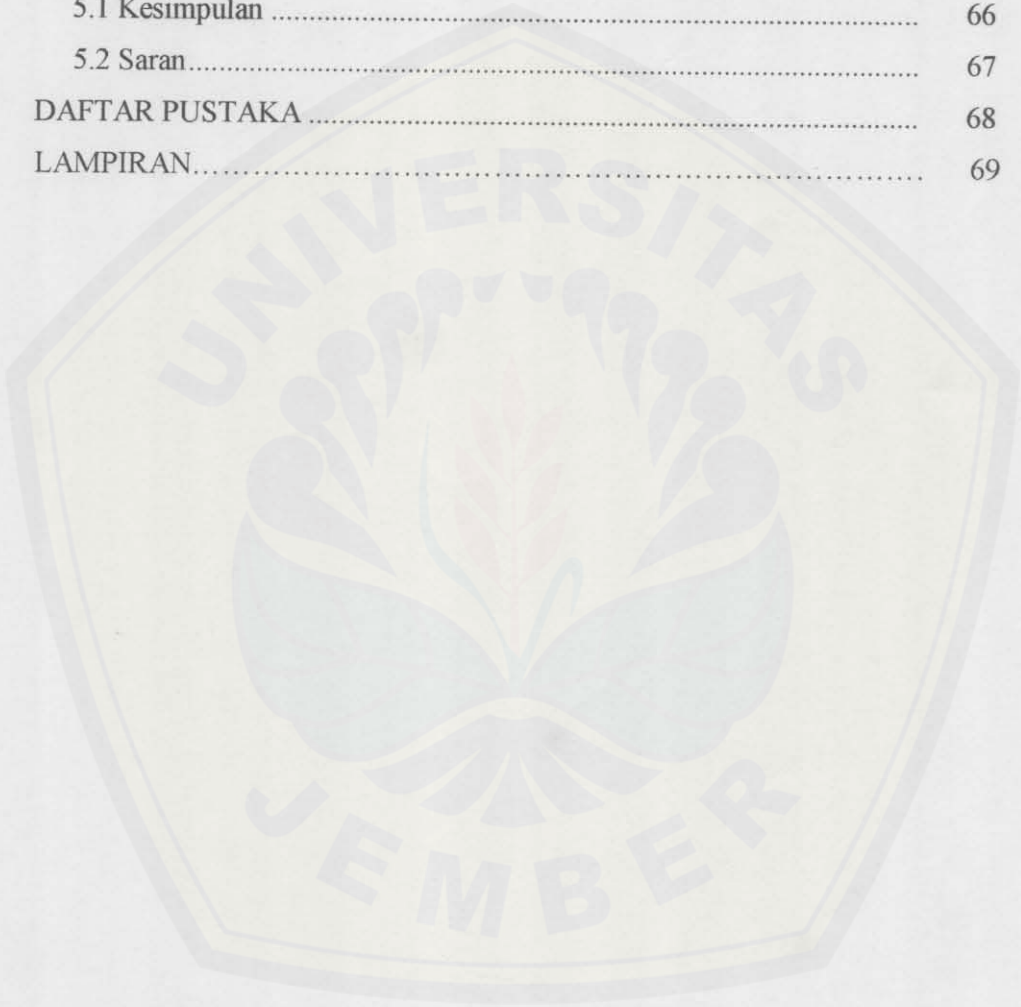 5.1 Kesimpulan ........................................................................................... 66
5.2 Saran....................................................................................................... 67
DAFTAR PUSTAKA ..................................................................................... 68
LAMPIRAN..................................................................................... 69
UNIVERSITAS
JEMBER